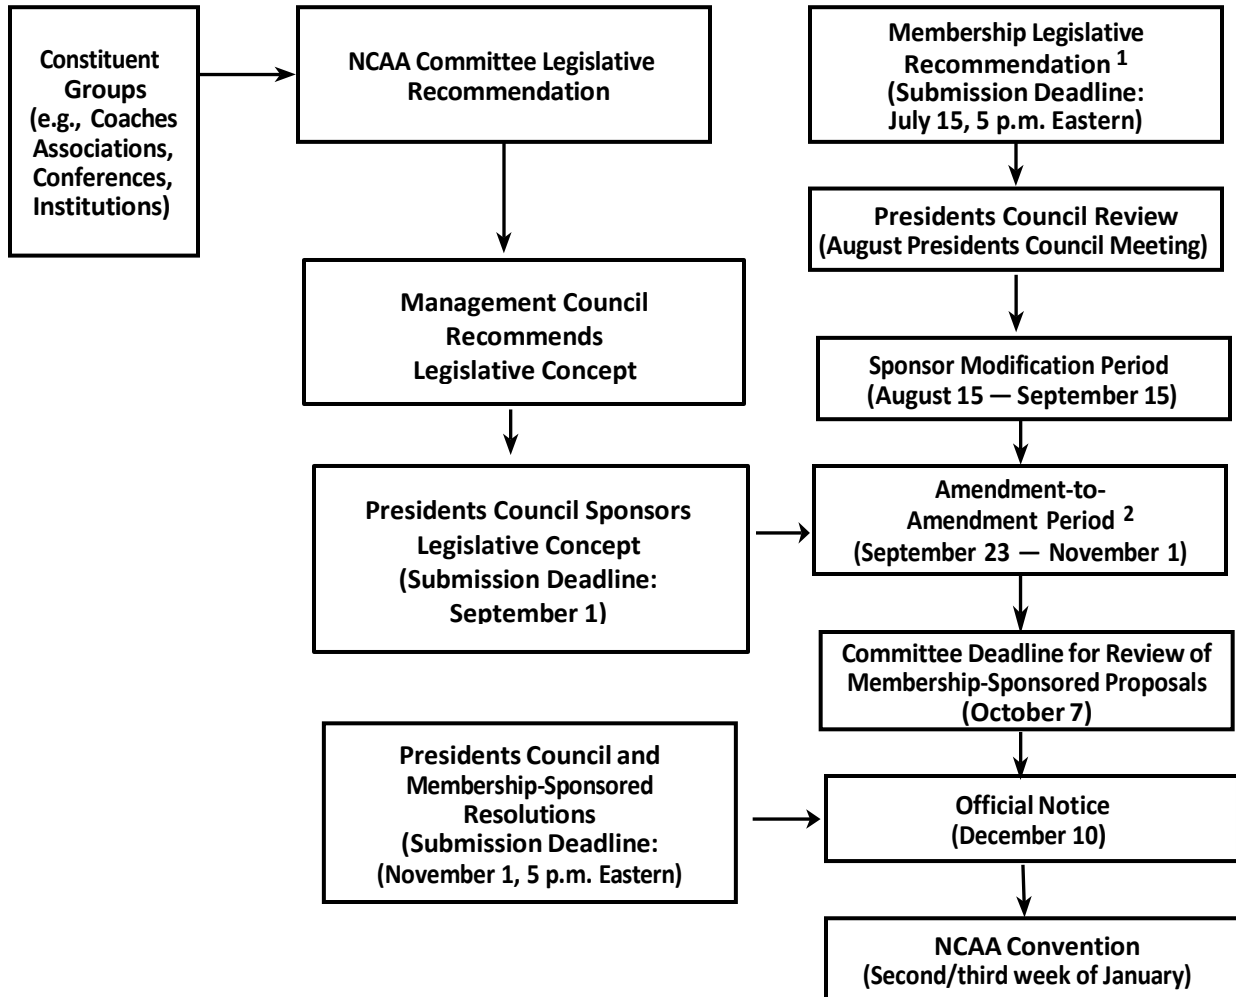 Constituent
Groups
(e.g., Coaches
Associations,
Conferences,
Institutions)
NCAA Committee Legislative
Recommendation
Membership Legislative
Recommendation 1
(Submission Deadline:
July 15, 5 p.m. Eastern)
Presidents Council Review
(August Presidents Council Meeting)
Management Council
Recommends
Legislative Concept
Sponsor Modification Period
(August 15 — September 15)
Presidents Council Sponsors
Legislative Concept
(Submission Deadline:
September 1)
Amendment-to-
Amendment Period 2
(September 23 — November 1)
Committee Deadline for Review of
Membership-Sponsored Proposals
(October 7)
Presidents Council and
Membership-Sponsored
Resolutions
(Submission Deadline:
(November 1, 5 p.m. Eastern)
Official Notice
(December 10)
NCAA Convention
(Second/third week of January)